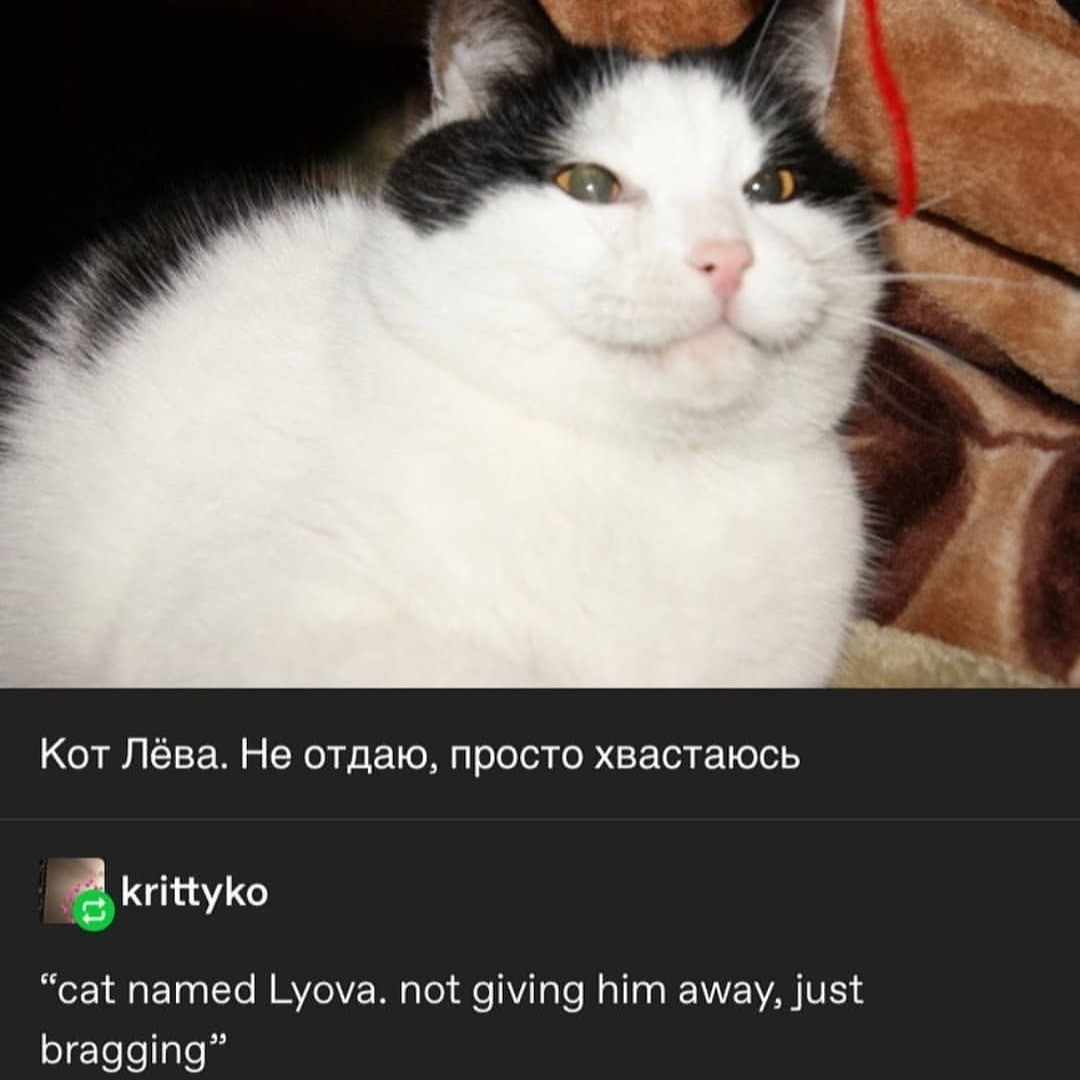 Кот Лёва. Не отдаю, просто хвастаюсь
krittyko
“cat named Lyova. not giving him away, just
bragging”